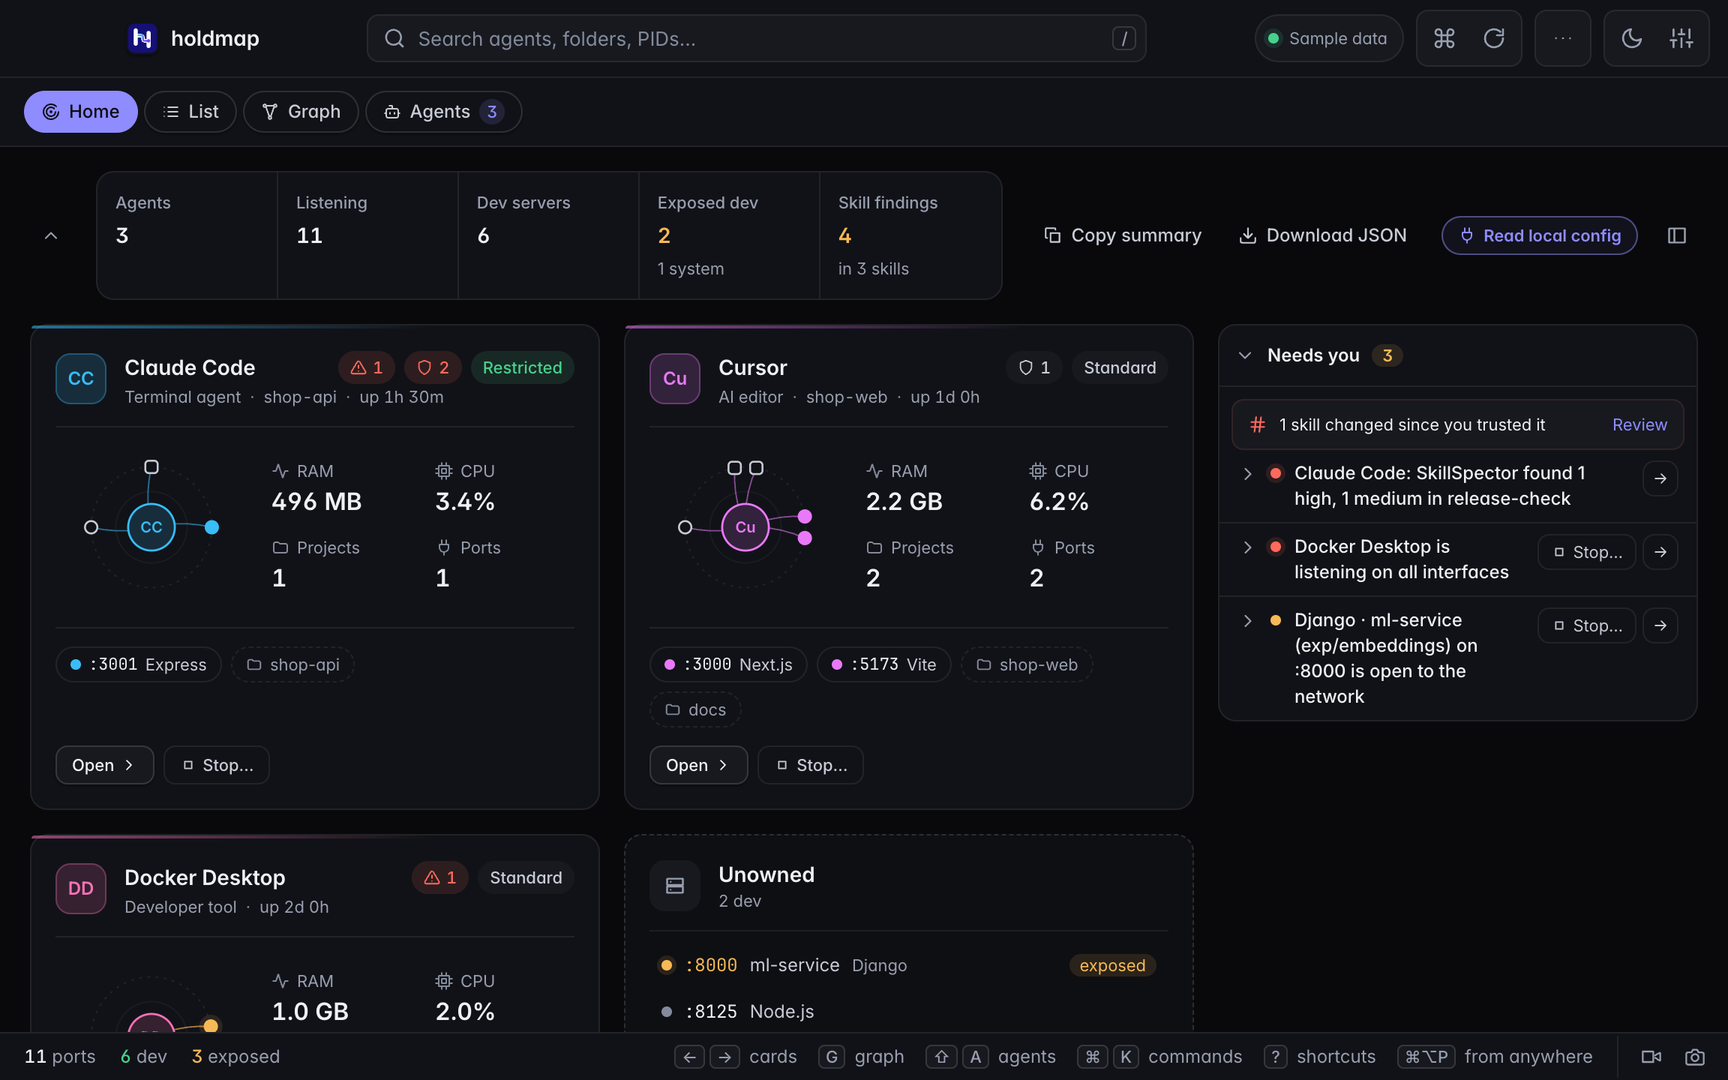 holdmap
Search agents, folders, PIDs...
/
Sample data
...
Home
List
Graph
Agents 3
Agents
3
Listening
11
Dev servers
6
Exposed dev
2
1 system
Skill findings
4
in 3 skills
Copy summary
Download JSON
Read local config
CC
Claude Code
1
2
Restricted
Terminal agent · shop-api · up 1h 30m
CC
RAM
496 MB
CPU
3.4%
Projects
1
Ports
1
:3001 Express
shop-api
Open
Stop...
Cu
Cursor
1
Standard
AI editor · shop-web · up 1d 0h
Cu
RAM
2.2 GB
CPU
6.2%
Projects
2
Ports
2
:3000 Next.js
:5173 Vite
shop-web
docs
Open
Stop...
Needs you 3
# 1 skill changed since you trusted it
Review
Claude Code: SkillSpector found 1
high, 1 medium in release-check
Docker Desktop is
listening on all interfaces
Stop...
Django · ml-service
(exp/embeddings) on
:8000 is open to the
network
Stop...
DD
Docker Desktop
1
Standard
Developer tool · up 2d 0h
RAM
1.0 GB
CPU
2.0%
Unowned
2 dev
:8000 ml-service Django
exposed
:8125 Node.js
11 ports 6 dev 3 exposed
← → cards
G graph
⇧ A agents
⌘ K commands
? shortcuts
⌘⌥P from anywhere